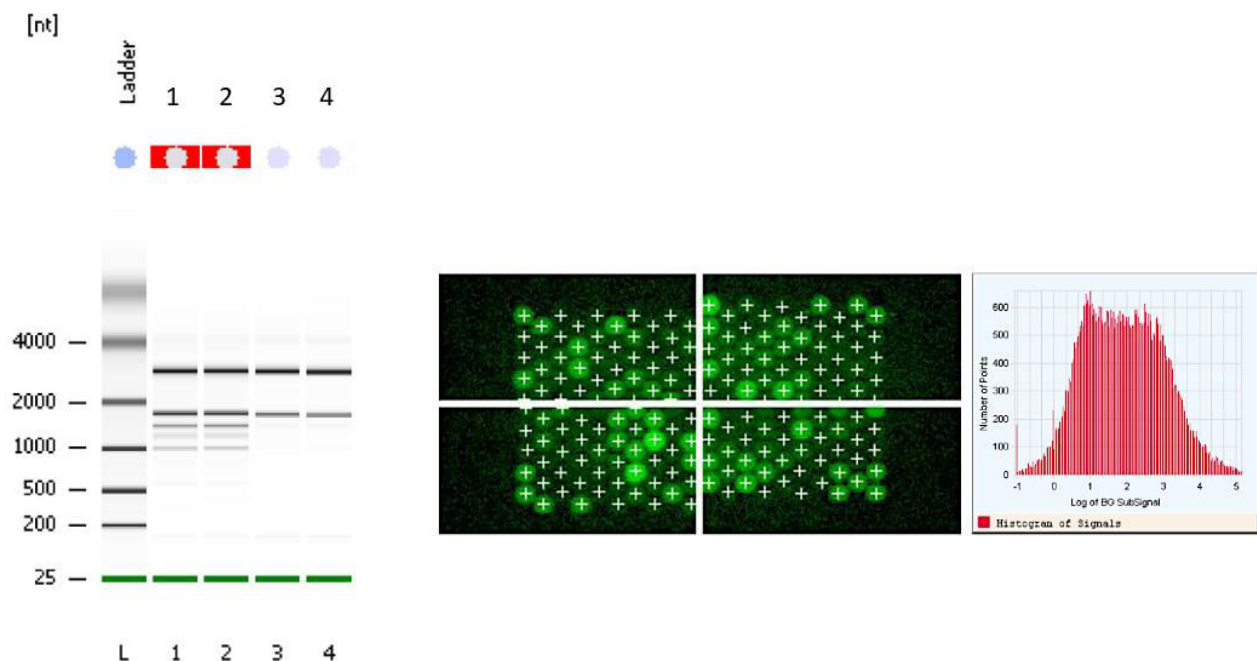 [nt]
Ladder
1 2 3 4
4000
2000
1000
500
200
25
L 1 2 3 4
Number of Points
600
500
400
300
200
100
0
-1 0 1 2 3 4 5
Log of BG SubSignal
Histogran of Signals